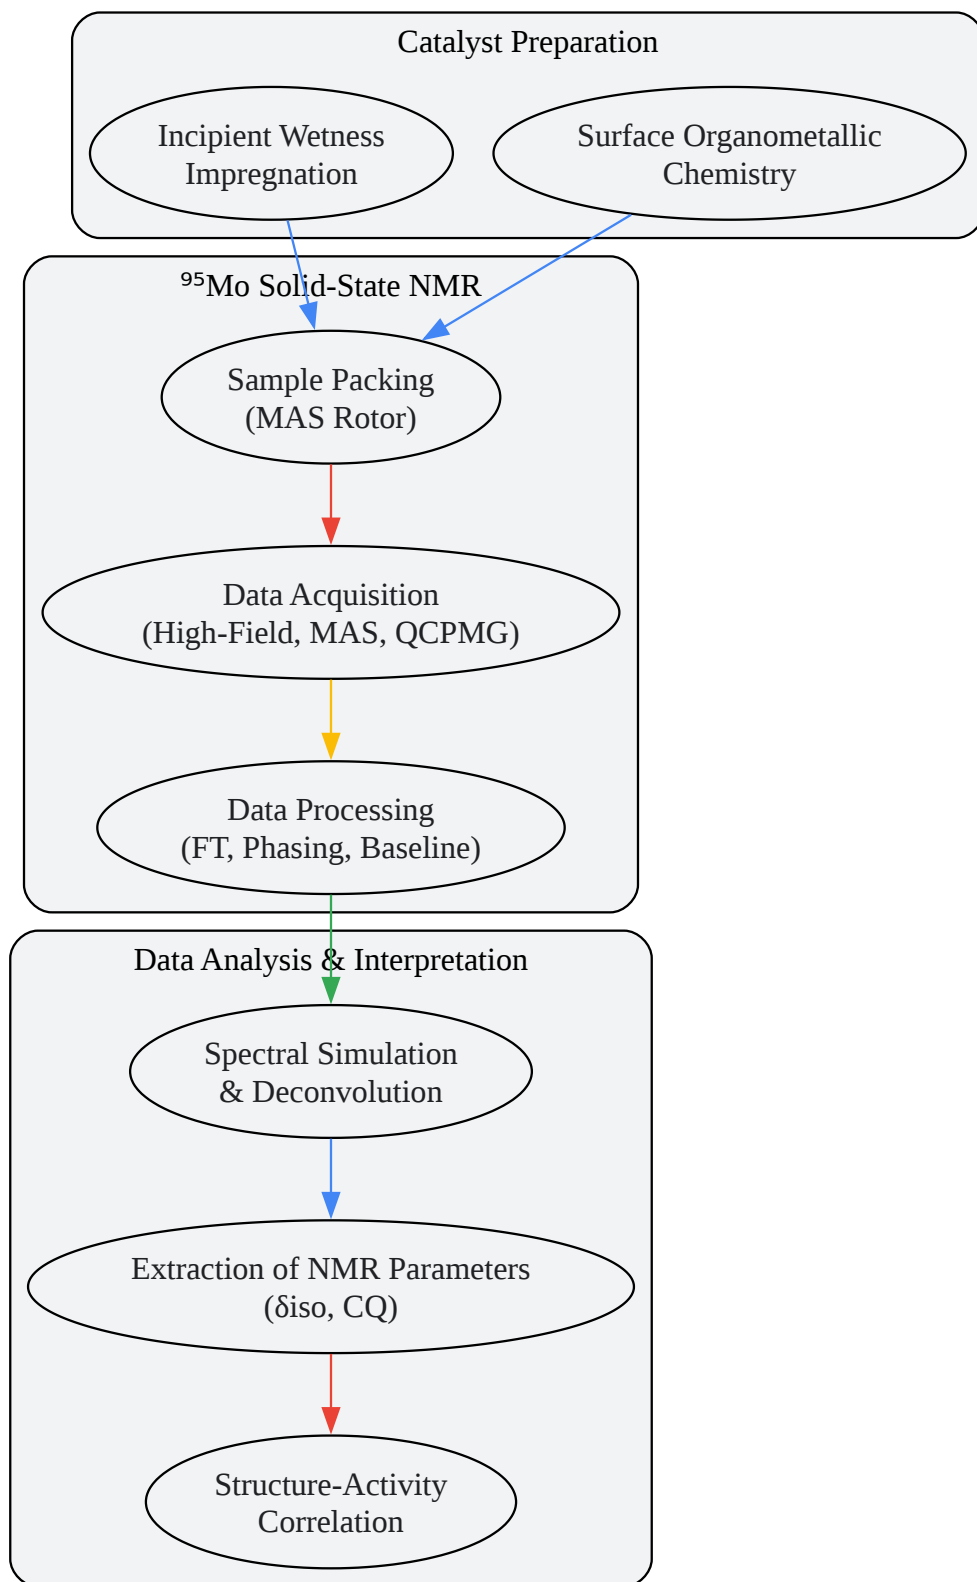 Catalyst Preparation
Incipient Wetness
Impregnation
Surface Organometallic
Chemistry
⁹⁵Mo Solid-State NMR
Sample Packing
(MAS Rotor)
Data Acquisition
(High-Field, MAS, QCPMG)
Data Processing
(FT, Phasing, Baseline)
Data Analysis & Interpretation
Spectral Simulation
& Deconvolution
Extraction of NMR Parameters
(δiso, CQ)
Structure-Activity
Correlation